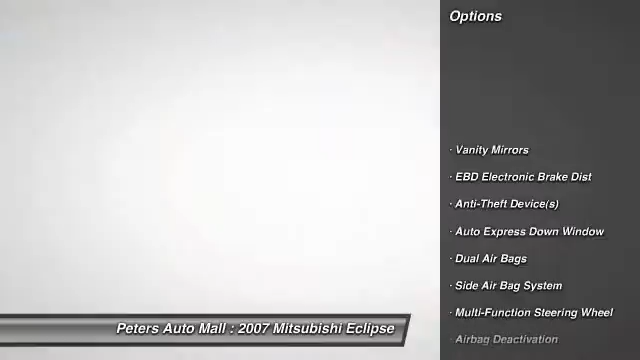 Options
· Vanity Mirrors
· EBD Electronic Brake Dist
· Anti-Theft Device(s)
· Auto Express Down Window
· Dual Air Bags
· Side Air Bag System
· Multi-Function Steering Wheel
· Airbag Deactivation
Peters Auto Mall : 2007 Mitsubishi Eclipse